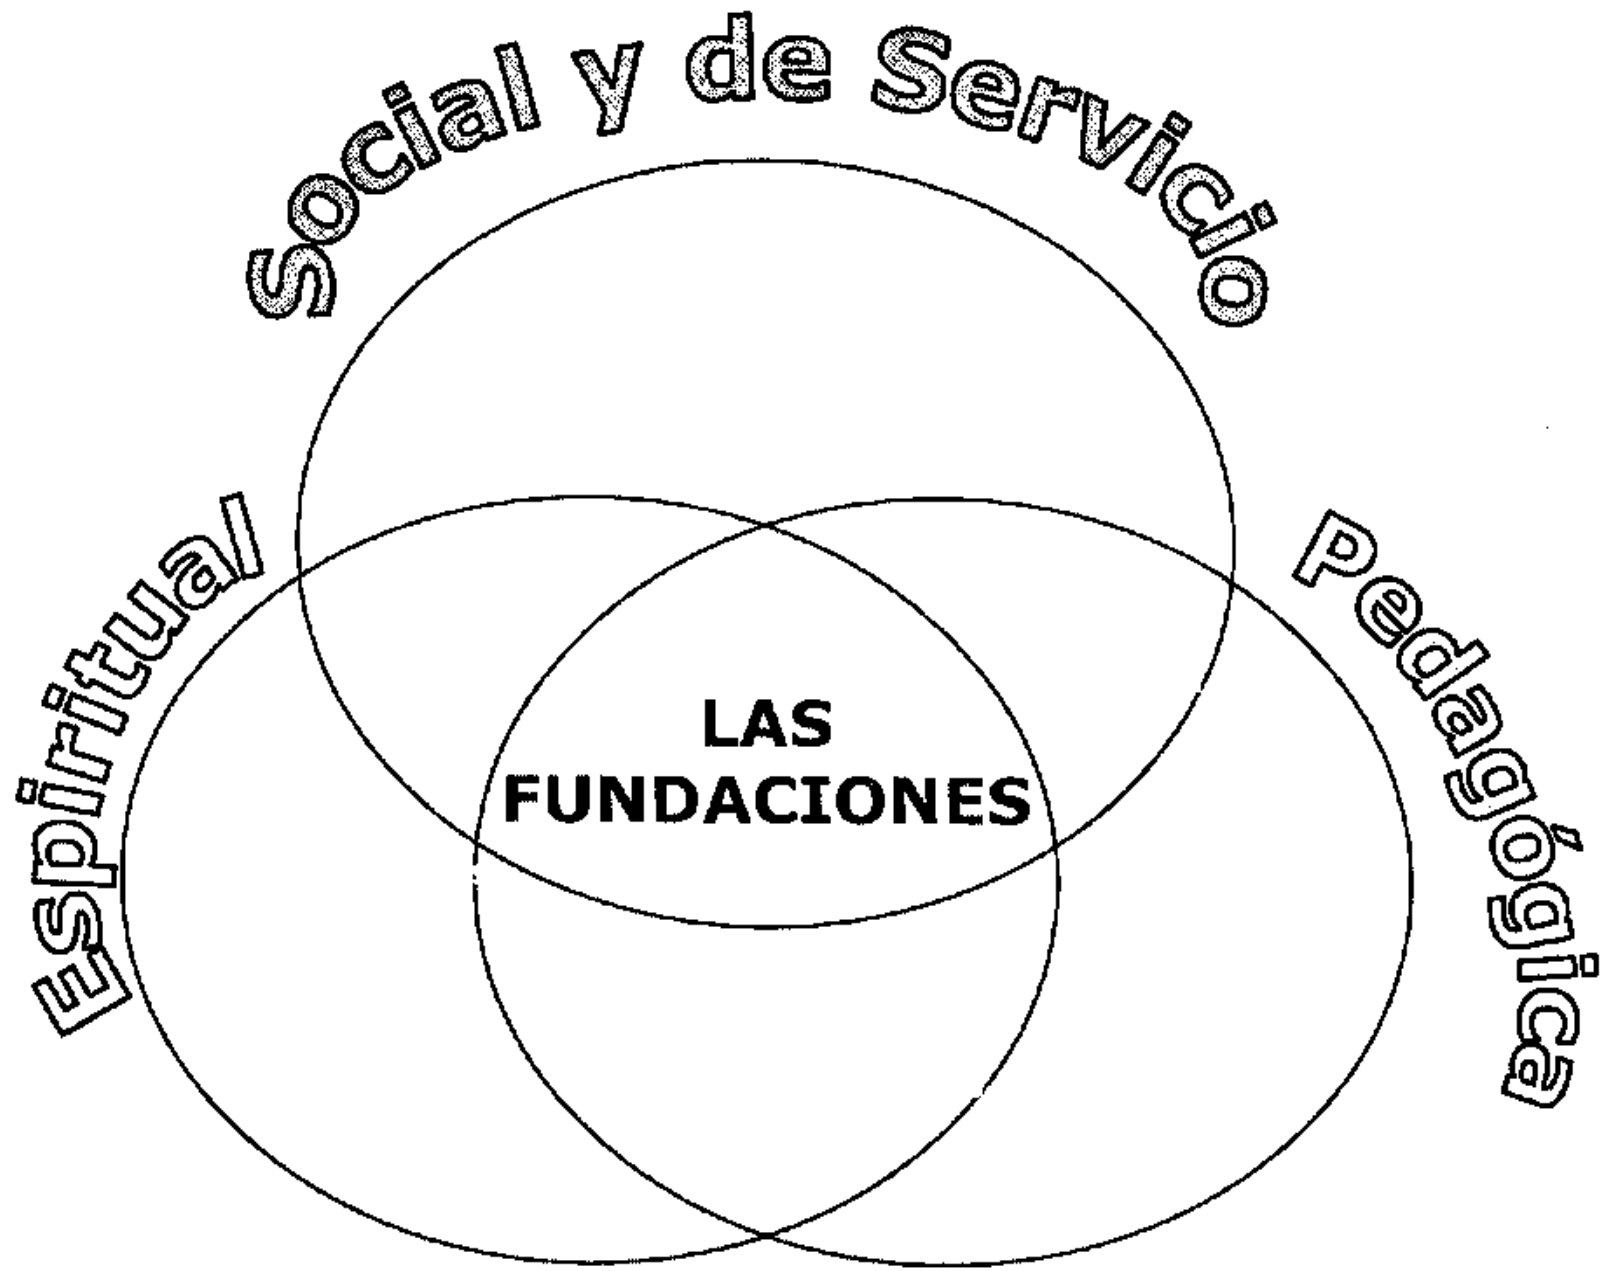 Social y de Servicio
Espiritual
Pedagógica
LAS
FUNDACIONES